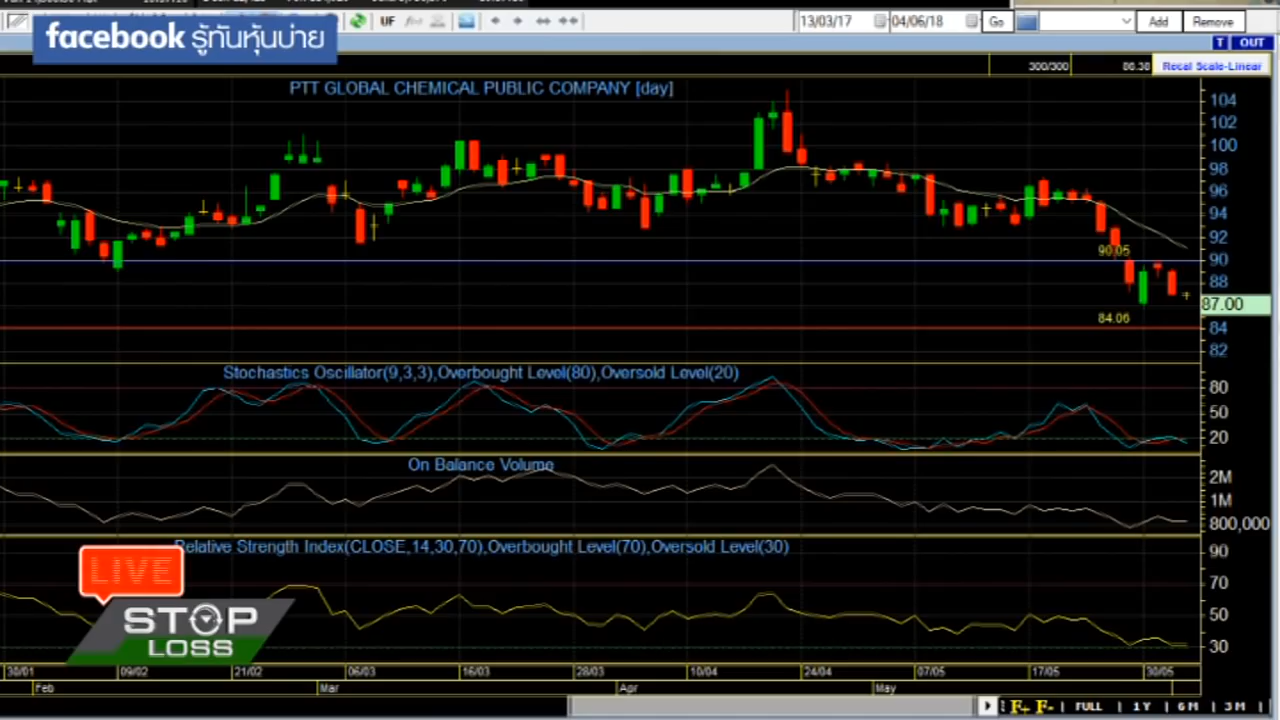 UF
13/03/17
04/06/18
Go
Add
Remove
facebook รู้ทันหุ้นบ่าย
T OUT
300/300
86.30
Recal Scale-Linear
PTT GLOBAL CHEMICAL PUBLIC COMPANY [day]
104
102
100
98
96
94
92
90.05
90
88
87.00
84.06
84
82
Stochastics Oscillator(9,3,3),Overbought Level(80),Oversold Level(20)
80
50
20
On Balance Volume
2M
1M
800,000
Relative Strength Index(CLOSE,14,30,70),Overbought Level(70),Oversold Level(30)
90
70
50
30
LIVE
STOP
LOSS
30/01 09/02 21/02 06/03 16/03 28/03 10/04 24/04 07/05 17/05 30/05
Feb Mar Apr May
F+ F- FULL 1Y 6M 3M